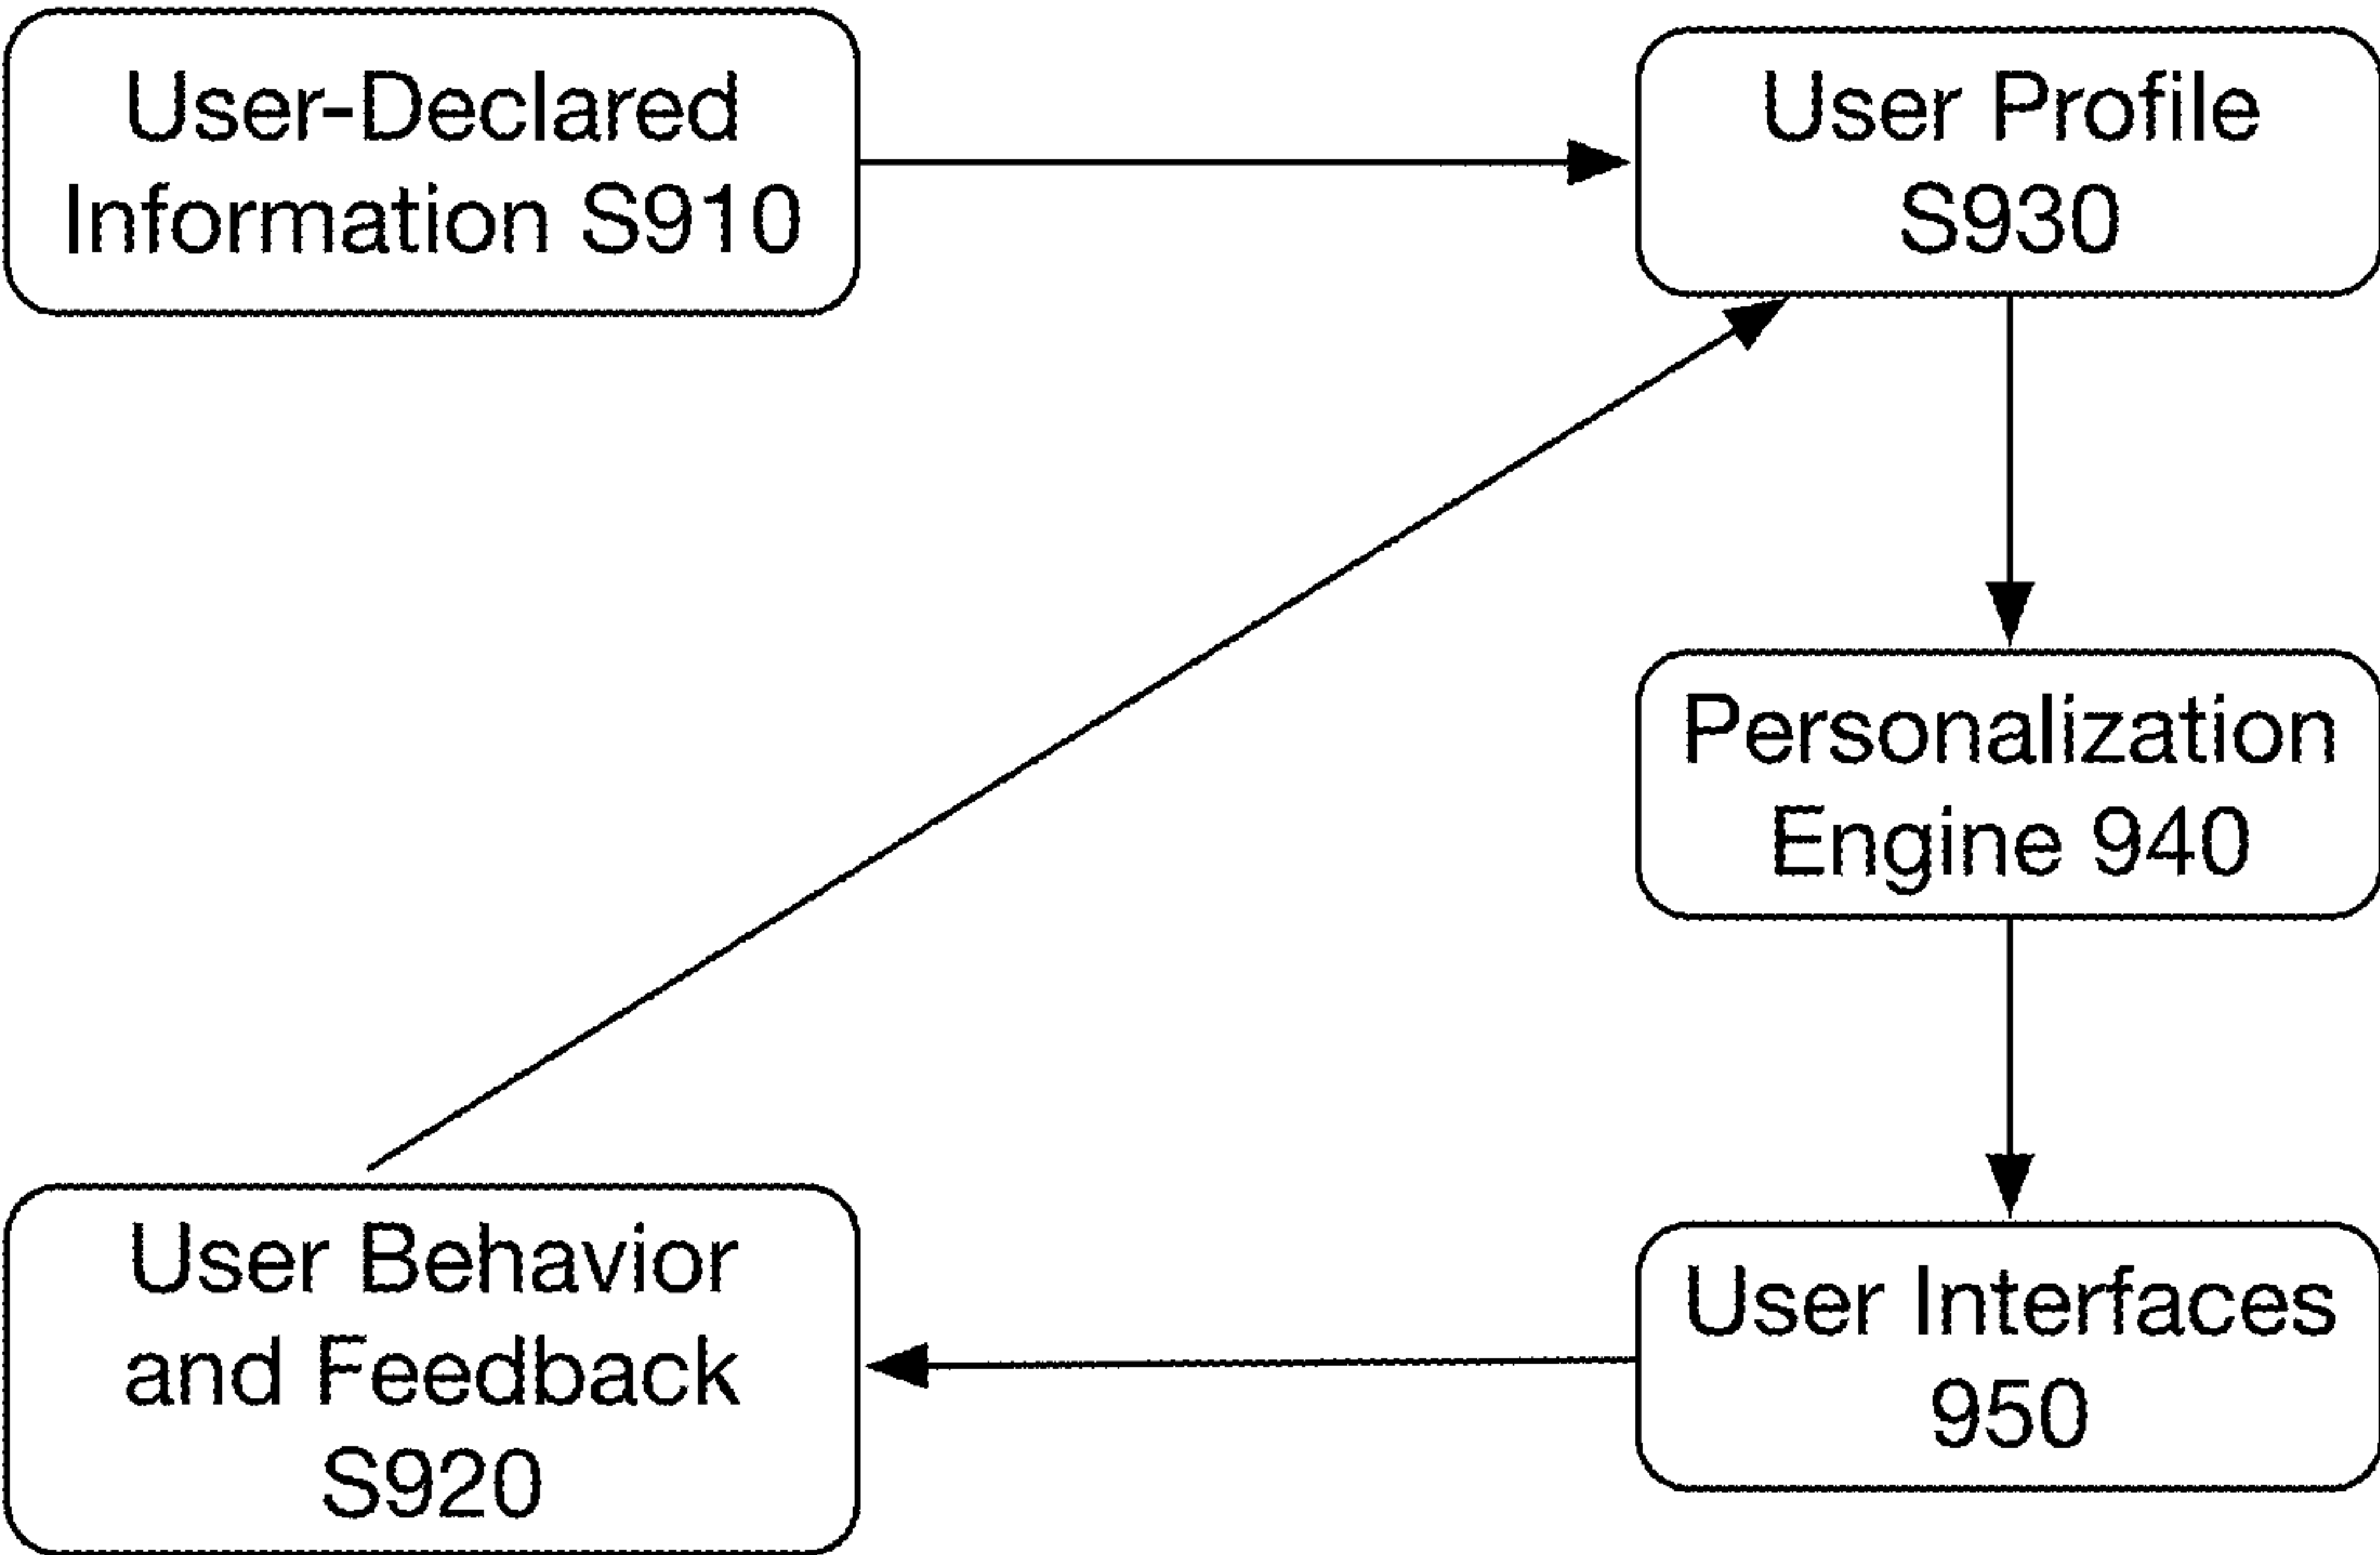 User-Declared
Information S910
User Profile
S930
Personalization
Engine 940
User Behavior
and Feedback
S920
User Interfaces
950